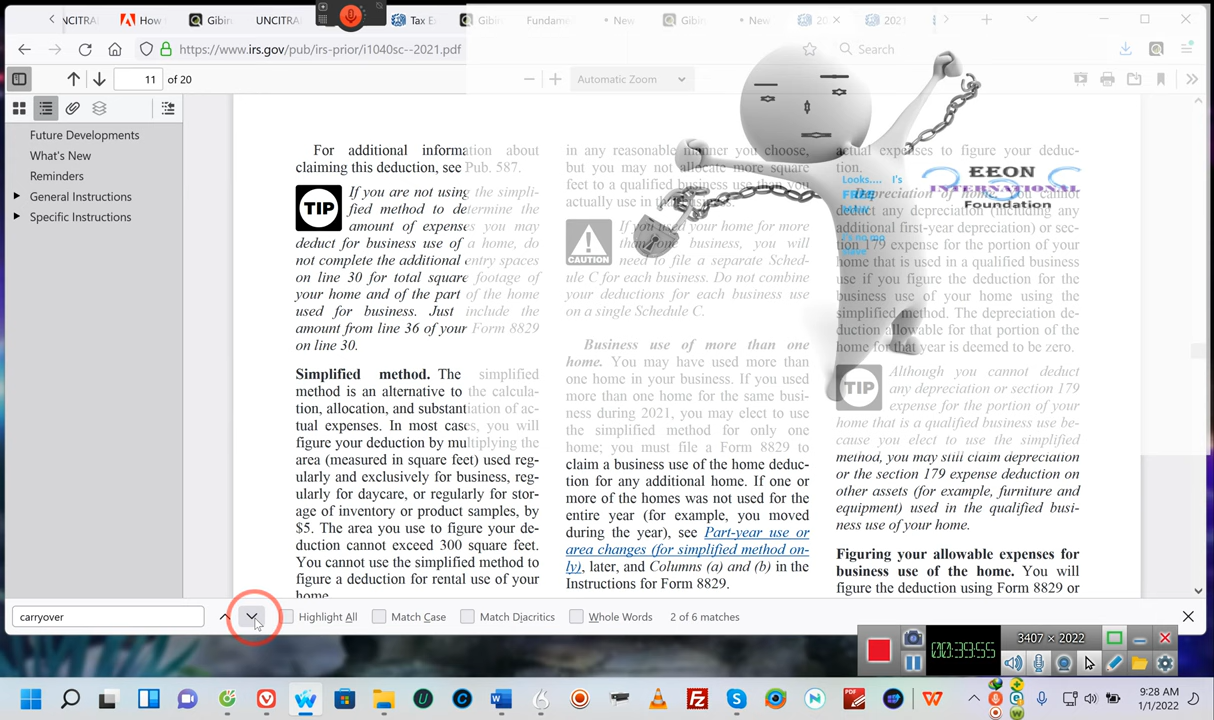 NCITRA
How
Gibin
UNCITRAL
Tax E
Gibin
Fundame
New
Gibin
New
20
2021
https://www.irs.gov/pub/irs-prior/i1040sc--2021.pdf
Search
11 of 20
Automatic Zoom
Future Developments
What's New
Reminders
General Instructions
Specific Instructions
For additional information about
claiming this deduction, see Pub. 587.
TIP
If you are not using the simpli-
fied method to determine the
amount of expenses you may
deduct for business use of a home, do
not complete the additional entry spaces
on line 30 for total square footage of
your home and of the part of the home
used for business. Just include the
amount from line 36 of your Form 8829
on line 30.
Simplified method. The simplified
method is an alternative to the calcula-
tion, allocation, and substantiation of ac-
tual expenses. In most cases, you will
figure your deduction by multiplying the
area (measured in square feet) used reg-
ularly and exclusively for business, reg-
ularly for daycare, or regularly for stor-
age of inventory or product samples, by
$5. The area you use to figure your de-
duction cannot exceed 300 square feet.
You cannot use the simplified method to
figure a deduction for rental use of your
home.
in any reasonable manner you choose,
but you may not allocate more square
feet to a qualified business use than you
actually use in that business.
CAUTION
If you used your home for more
than one business, you will
need to file a separate Sched-
ule C for each business. Do not combine
your deductions for each business use
on a single Schedule C.
Business use of more than one
home. You may have used more than
one home in your business. If you used
more than one home for the same busi-
ness during 2021, you may elect to use
the simplified method for only one
home; you must file a Form 8829 to
claim a business use of the home deduc-
tion for any additional home. If one or
more of the homes was not used for the
entire year (for example, you moved
during the year), see Part-year use or
area changes (for simplified method on-
ly), later, and Columns (a) and (b) in the
Instructions for Form 8829.
actual expenses to figure your deduc-
tion.
Looks.... I's
FREE
EEON
INTERNATIONAL
Foundation
Depreciation of home. You cannot
deduct any depreciation (including any
additional first-year depreciation) or sec-
I's no mo
slave
tion 179 expense for the portion of your
home that is used in a qualified business
use if you figure the deduction for the
business use of your home using the
simplified method. The depreciation de-
duction allowable for that portion of the
home for that year is deemed to be zero.
TIP
Although you cannot deduct
any depreciation or section 179
expense for the portion of your
home that is a qualified business use be-
cause you elect to use the simplified
method, you may still claim depreciation
or the section 179 expense deduction on
other assets (for example, furniture and
equipment) used in the qualified busi-
ness use of your home.
Figuring your allowable expenses for
business use of the home. You will
figure the deduction using Form 8829 or
carryover
Highlight All
Match Case
Match Diacritics
Whole Words
2 of 6 matches
00:39:55
3407 × 2022
9:28 AM
1/1/2022